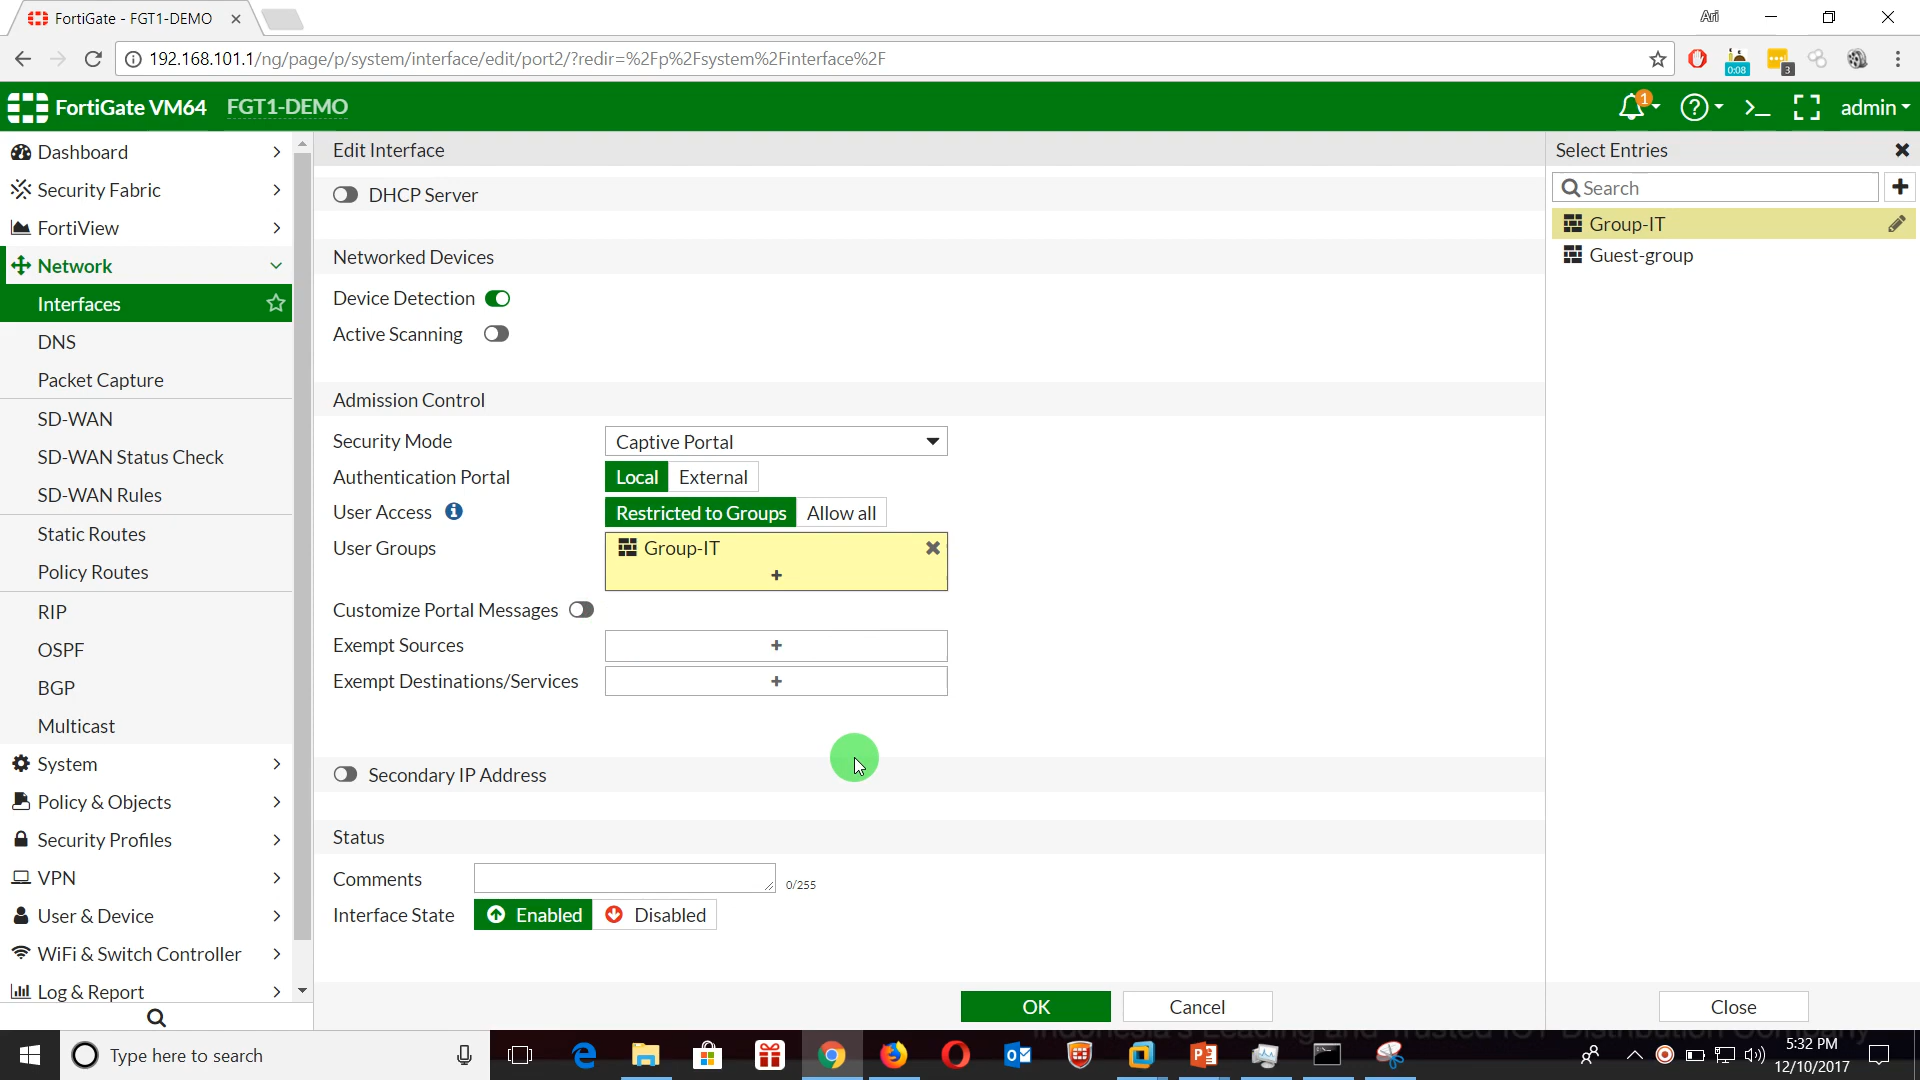 FortiGate - FGT1-DEMO
Ari
192.168.101.1/ng/page/p/system/interface/edit/port2/?redir=%2Fp%2Fsystem%2Finterface%2F
0:08
3
FortiGate VM64 FGT1-DEMO
1
admin
Dashboard
Security Fabric
FortiView
Network
Interfaces
DNS
Packet Capture
SD-WAN
SD-WAN Status Check
SD-WAN Rules
Static Routes
Policy Routes
RIP
OSPF
BGP
Multicast
System
Policy & Objects
Security Profiles
VPN
User & Device
WiFi & Switch Controller
Log & Report
Edit Interface
DHCP Server
Networked Devices
Device Detection
Active Scanning
Admission Control
Security Mode Captive Portal
Authentication Portal Local External
User Access Restricted to Groups Allow all
User Groups Group-IT
Customize Portal Messages
Exempt Sources
Exempt Destinations/Services
Secondary IP Address
Status
Comments 0/255
Interface State Enabled Disabled
OK Cancel
Select Entries
Search
Group-IT
Guest-group
Close
Type here to search
5:32 PM
12/10/2017